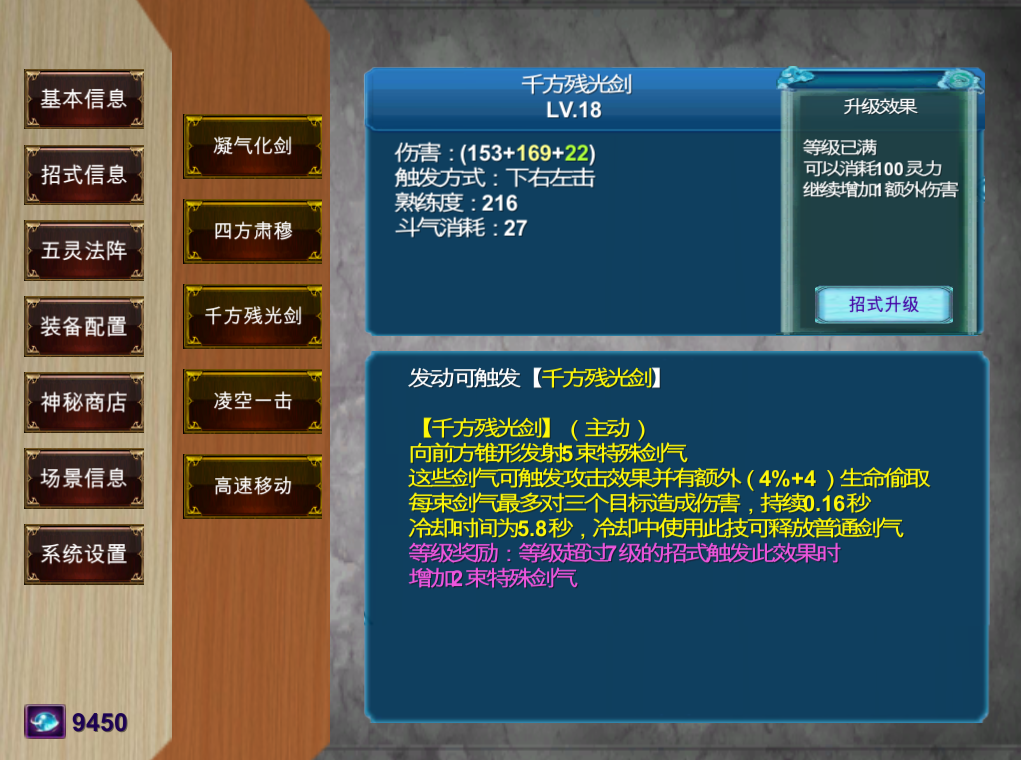 基本信息
招式信息
五灵法阵
装备配置
神秘商店
场景信息
系统设置
9450
凝气化剑
四方肃穆
千方残光剑
凌空一击
高速移动
千方残光剑
LV.18
伤害：(153+169+22)
触发方式：下右左击
熟练度：216
斗气消耗：27
升级效果
等级已满
可以消耗100灵力
继续增加1额外伤害
招式升级
发动可触发【千方残光剑】
【千方残光剑】（主动）
向前方锥形发射5束特殊剑气
这些剑气可触发攻击效果并有额外（4%+4）生命偷取
每束剑气最多对三个目标造成伤害，持续0.16秒
冷却时间为5.8秒，冷却中使用此技可释放普通剑气
等级奖励：等级超过7级的招式触发此效果时
增加2束特殊剑气